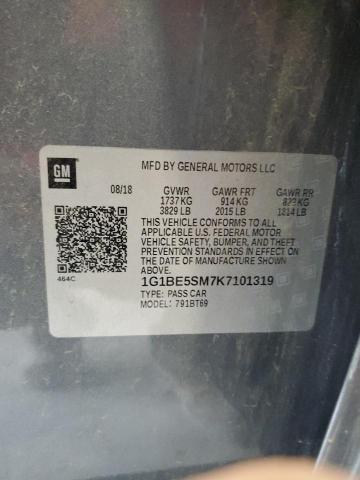 GM
MFD BY GENERAL MOTORS LLC
08/18 GVWR GAWR FRT GAWR RR
1737 KG 914 KG 823 KG
3829 LB 2015 LB 1814 LB
THIS VEHICLE CONFORMS TO ALL
APPLICABLE U.S. FEDERAL MOTOR
VEHICLE SAFETY, BUMPER, AND THEFT
PREVENTION STANDARDS IN EFFECT
ON THE DATE OF MANUFACTURE
SHOWN ABOVE.
464C
1G1BE5SM7K7101319
TYPE: PASS CAR
MODEL: 791BT69